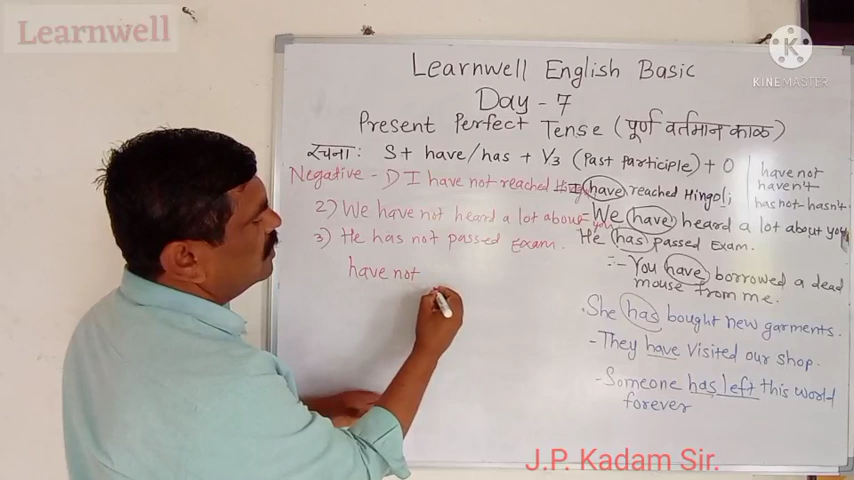 Learnwell
KINEMASTER
Learnwell English Basic
Day - 7
Present Perfect Tense (पूर्ण वर्तमान काळ)
रचना: S+ have/has + V3 (Past participle) + O
have not
haven't
has not - hasn't
Negative - 1) I have not reached
2) We have not heard a lot about you
3) He has not passed Exam.
have not
I have reached Hingoli
= We have heard a lot about you
He has passed Exam.
:- You have borrowed a dead
mouse from me.
She has bought new garments.
- They have visited our shop.
- Someone has left this world
forever
J.P. Kadam Sir.